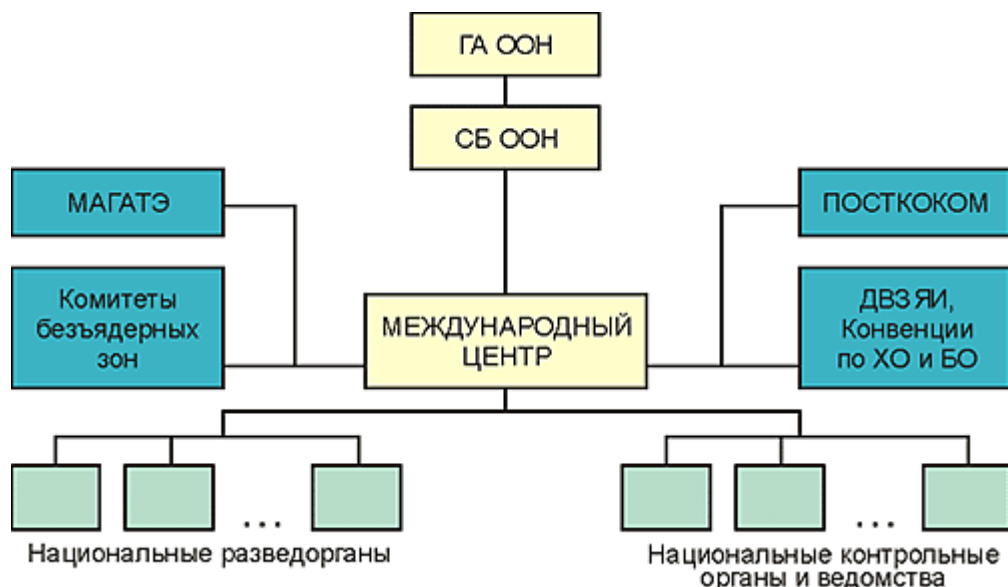 ГА ООН
СБ ООН
МАГАТЭ
ПОСТКОКОМ
Комитеты
безъядерных
зон
МЕЖДУНАРОДНЫЙ
ЦЕНТР
ДВЗЯИ,
Конвенции
по ХО и БО
...
...
Национальные разведорганы
Национальные контрольные
органы и ведомства